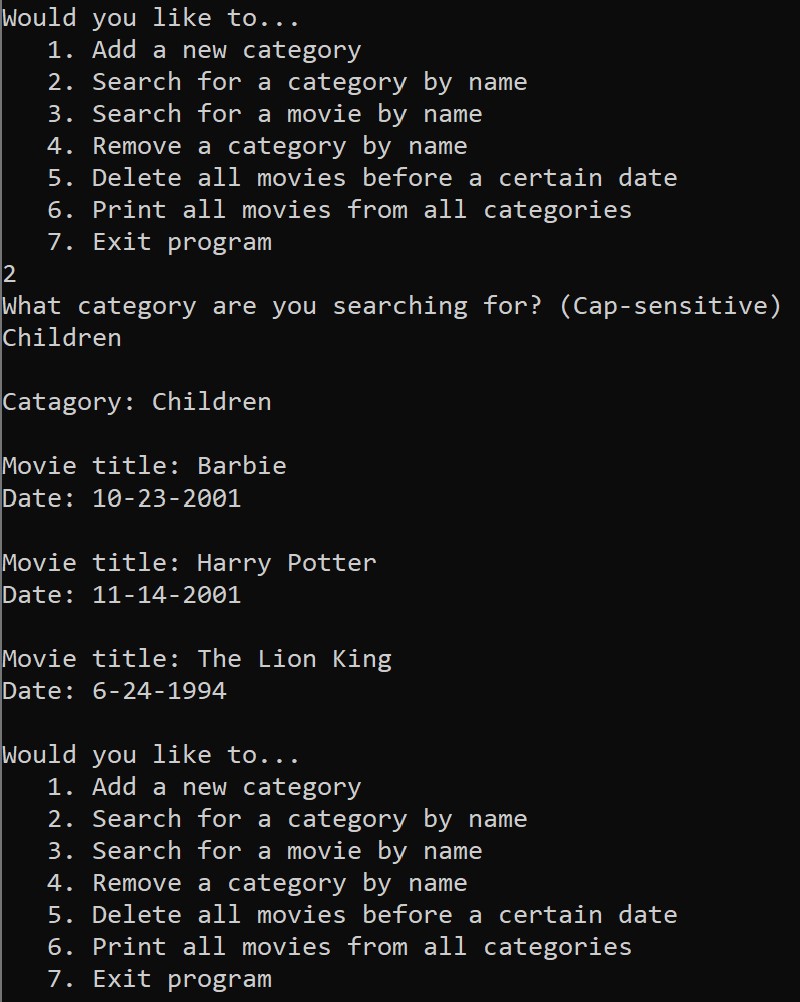 Would you like to...
   1. Add a new category
   2. Search for a category by name
   3. Search for a movie by name
   4. Remove a category by name
   5. Delete all movies before a certain date
   6. Print all movies from all categories
   7. Exit program
2
What category are you searching for? (Cap-sensitive)
Children

Catagory: Children

Movie title: Barbie
Date: 10-23-2001

Movie title: Harry Potter
Date: 11-14-2001

Movie title: The Lion King
Date: 6-24-1994

Would you like to...
   1. Add a new category
   2. Search for a category by name
   3. Search for a movie by name
   4. Remove a category by name
   5. Delete all movies before a certain date
   6. Print all movies from all categories
   7. Exit program